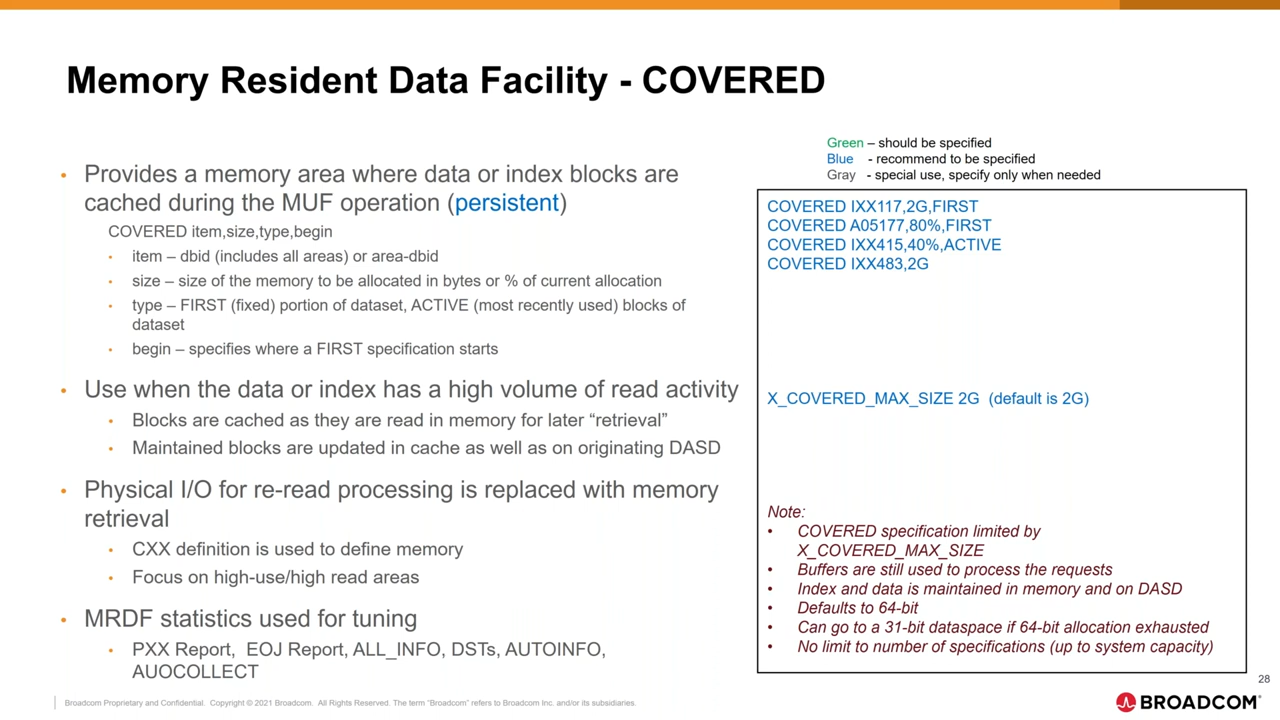 Memory Resident Data Facility - COVERED
• Provides a memory area where data or index blocks are
cached during the MUF operation (persistent)
COVERED item,size,type,begin
• item – dbid (includes all areas) or area-dbid
• size – size of the memory to be allocated in bytes or % of current allocation
• type – FIRST (fixed) portion of dataset, ACTIVE (most recently used) blocks of
dataset
• begin – specifies where a FIRST specification starts
• Use when the data or index has a high volume of read activity
• Blocks are cached as they are read in memory for later “retrieval”
• Maintained blocks are updated in cache as well as on originating DASD
• Physical I/O for re-read processing is replaced with memory
retrieval
• CXX definition is used to define memory
• Focus on high-use/high read areas
• MRDF statistics used for tuning
• PXX Report, EOJ Report, ALL_INFO, DSTs, AUTOINFO,
AUOCOLLECT
Green – should be specified
Blue - recommend to be specified
Gray - special use, specify only when needed
COVERED IXX117,2G,FIRST
COVERED A05177,80%,FIRST
COVERED IXX415,40%,ACTIVE
COVERED IXX483,2G
X_COVERED_MAX_SIZE 2G (default is 2G)
Note:
• COVERED specification limited by
X_COVERED_MAX_SIZE
• Buffers are still used to process the requests
• Index and data is maintained in memory and on DASD
• Defaults to 64-bit
• Can go to a 31-bit dataspace if 64-bit allocation exhausted
• No limit to number of specifications (up to system capacity)
28
Broadcom Proprietary and Confidential. Copyright © 2021 Broadcom. All Rights Reserved. The term “Broadcom” refers to Broadcom Inc. and/or its subsidiaries.
BROADCOM®